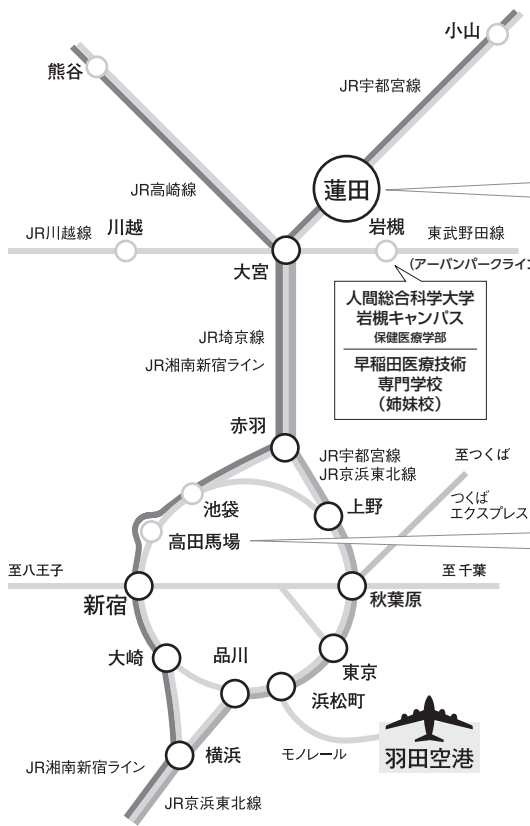 小山
熊谷
JR宇都宮線
蓮田
JR高崎線
JR川越線
川越
岩槻
東武野田線
(アーバンパークライン
大宮
人間総合科学大学
岩槻キャンパス
保健医療学部
早稲田医療技術
専門学校
(姉妹校)
JR埼京線
JR湘南新宿ライン
赤羽
JR宇都宮線
JR京浜東北線
至つくば
池袋
上野
つくば
エクスプレス
高田馬場
至八王子
至 千葉
新宿
秋葉原
大崎
品川
東京
浜松町
横浜
モノレール
羽田空港
JR湘南新宿ライン
JR京浜東北線